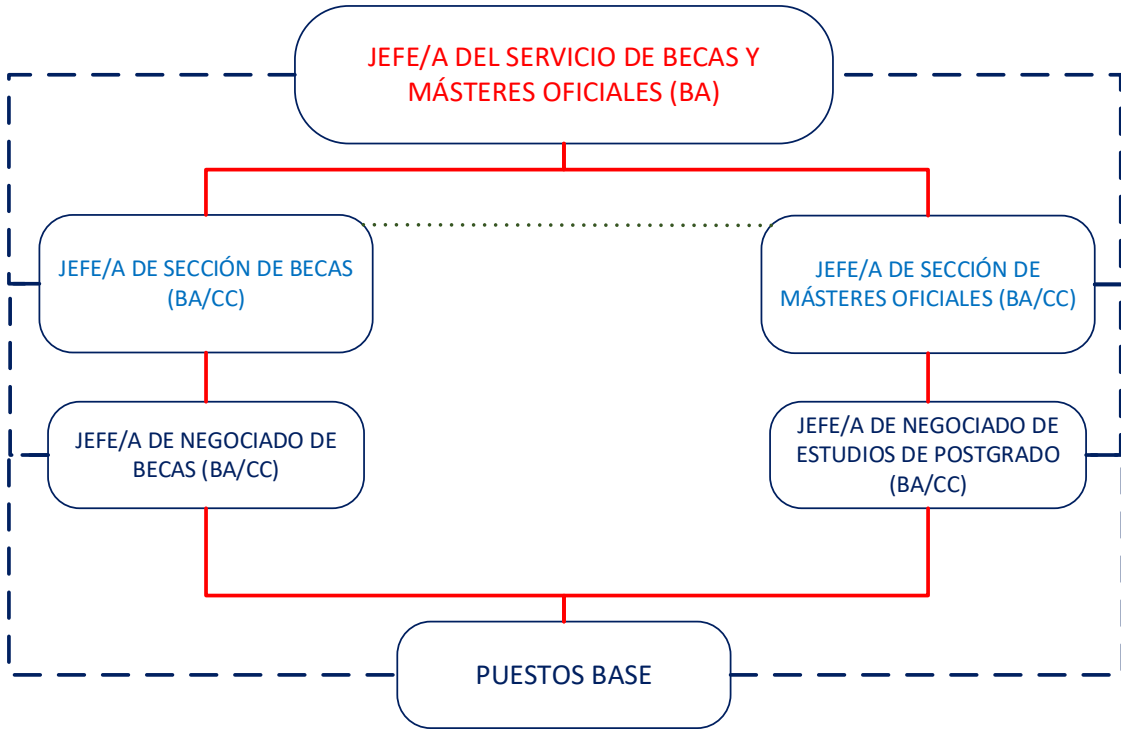 JEFE/A DEL SERVICIO DE BECAS Y
MÁSTERES OFICIALES (BA)
JEFE/A DE SECCIÓN DE BECAS
(BA/CC)
JEFE/A DE SECCIÓN DE
MÁSTERES OFICIALES (BA/CC)
JEFE/A DE NEGOCIADO DE
BECAS (BA/CC)
JEFE/A DE NEGOCIADO DE
ESTUDIOS DE POSTGRADO
(BA/CC)
PUESTOS BASE